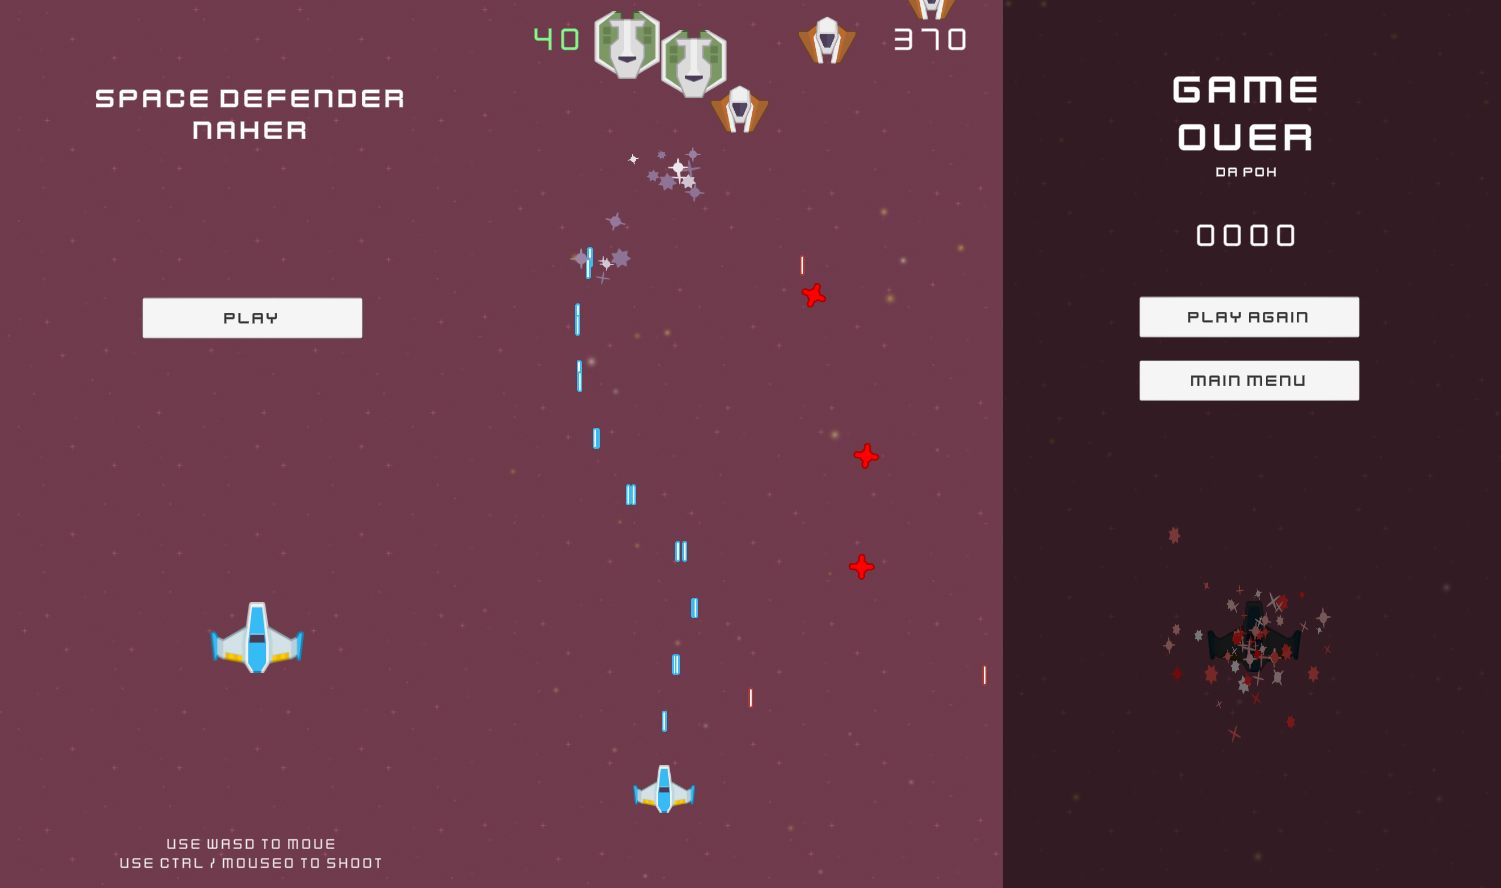 SPACE DEFENDER
NAHER
PLAY
USE WASD TO MOVE
USE CTRL / MOUSE0 TO SHOOT
40
370
GAME
OVER
DA POH
0000
PLAY AGAIN
MAIN MENU